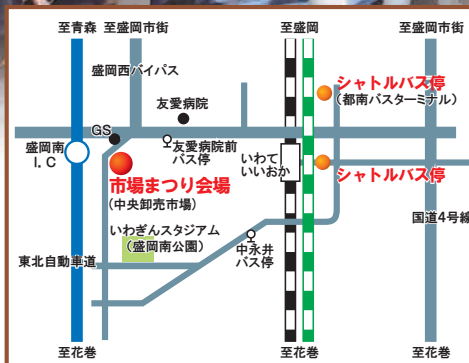 至青森
至盛岡市街
至盛岡
至盛岡市街
盛岡西バイパス
シャトルバス停
(都南バスターミナル)
友愛病院
GS
盛岡南
I.C
友愛病院前
バス停
いわて
いいおか
市場まつり会場
(中央卸売市場)
シャトルバス停
国道4号線
いわぎんスタジアム
(盛岡南公園)
中永井
バス停
東北自動車道
至花巻
至花巻
至花巻